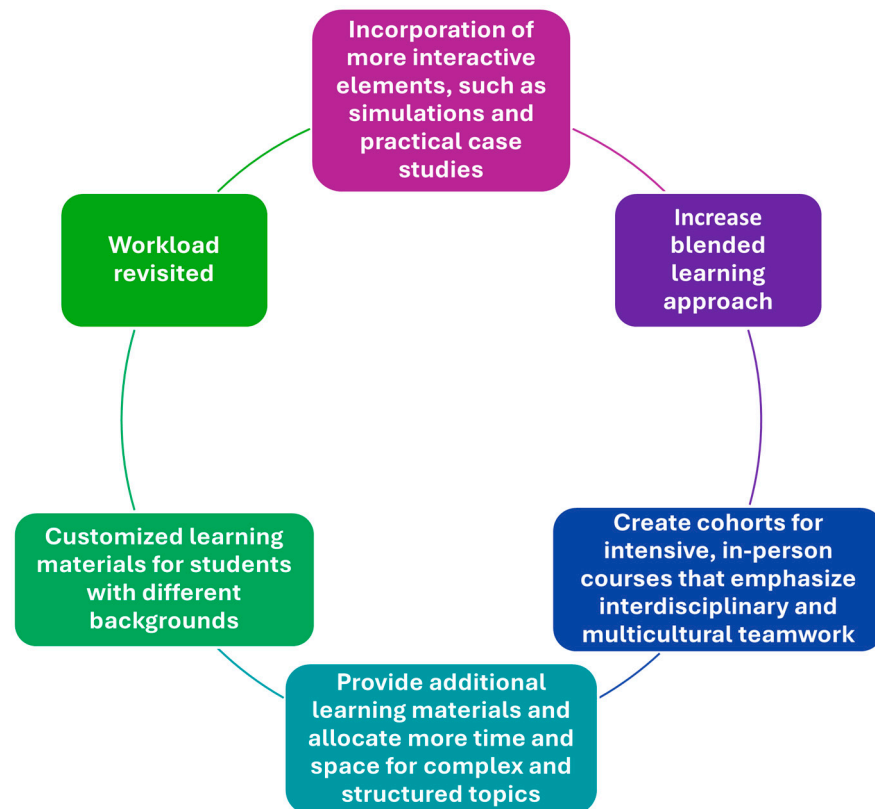 Incorporation of
more interactive
elements, such as
simulations and
practical case
studies
Increase
blended
learning
approach
Create cohorts for
intensive, in-person
courses that emphasize
interdisciplinary and
multicultural teamwork
Provide additional
learning materials and
allocate more time and
space for complex and
structured topics
Customized learning
materials for students
with different
backgrounds
Workload
revisited